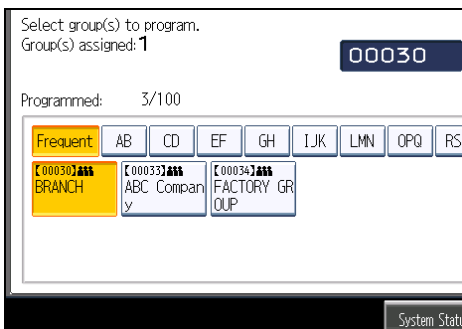 Select group(s) to program.
Group(s) assigned: 1
00030
Programmed: 3/100
Frequent AB CD EF GH IJK LMN OPQ RS
【00030】 【00033】 【00034】
BRANCH ABC Compan FACTORY GR
y OUP
System Statu